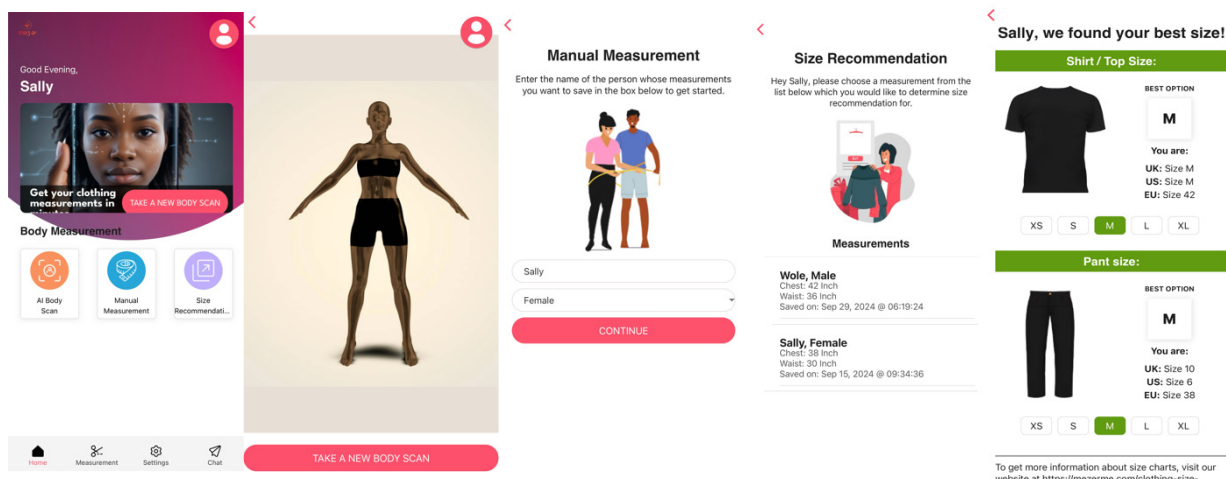 Good Evening,
Sally
Get your clothing
measurements in
TAKE A NEW BODY SCAN
Body Measurement
AI Body
Scan
Manual
Measurement
Size
Recommendati...
Home
Measurement
Settings
Chat
TAKE A NEW BODY SCAN
Manual Measurement
Enter the name of the person whose measurements
you want to save in the box below to get started.
Sally
Female
CONTINUE
Size Recommendation
Hey Sally, please choose a measurement from the
list below which you would like to determine size
recommendation for.
Measurements
Wole, Male
Chest: 42 Inch
Waist: 36 Inch
Saved on: Sep 29, 2024 @ 06:19:24
Sally, Female
Chest: 38 Inch
Waist: 30 Inch
Saved on: Sep 15, 2024 @ 09:34:36
Sally, we found your best size!
Shirt / Top Size:
BEST OPTION
M
You are:
UK: Size M
US: Size M
EU: Size 42
XS S M L XL
Pant size:
BEST OPTION
M
You are:
UK: Size 10
US: Size 6
EU: Size 38
XS S M L XL
To get more information about size charts, visit our
website at https://mezerme.com/clothing-size-